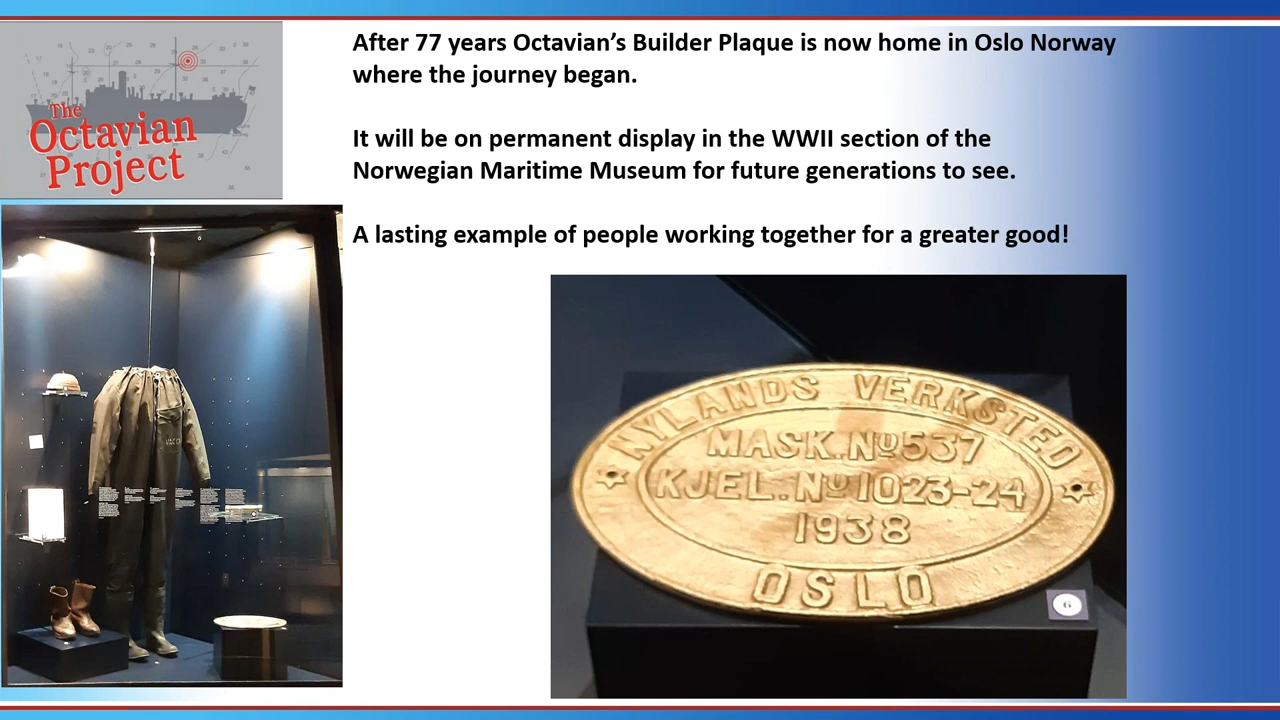 The
Octavian
Project
After 77 years Octavian’s Builder Plaque is now home in Oslo Norway
where the journey began.
It will be on permanent display in the WWII section of the
Norwegian Maritime Museum for future generations to see.
A lasting example of people working together for a greater good!
NYLANDS VERKSTED
MASK. Nº 537
KJEL. Nº 1023-24
1938
OSLO
6